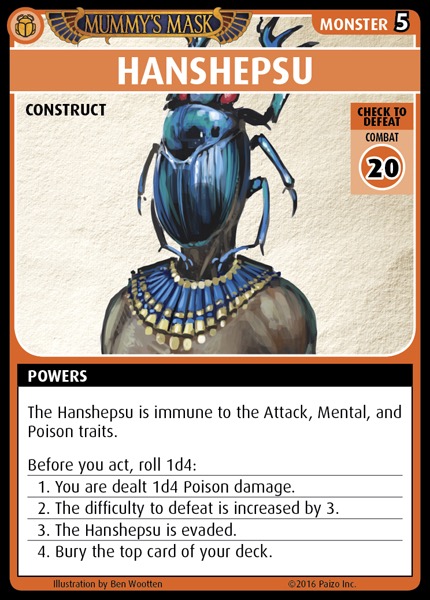 MUMMY'S MASK
MONSTER 5
HANSHEPSU
CONSTRUCT
CHECK TO
DEFEAT
COMBAT
20
POWERS
The Hanshepsu is immune to the Attack, Mental, and
Poison traits.
Before you act, roll 1d4:
1. You are dealt 1d4 Poison damage.
2. The difficulty to defeat is increased by 3.
3. The Hanshepsu is evaded.
4. Bury the top card of your deck.
Illustration by Ben Wootten ©2016 Paizo Inc.